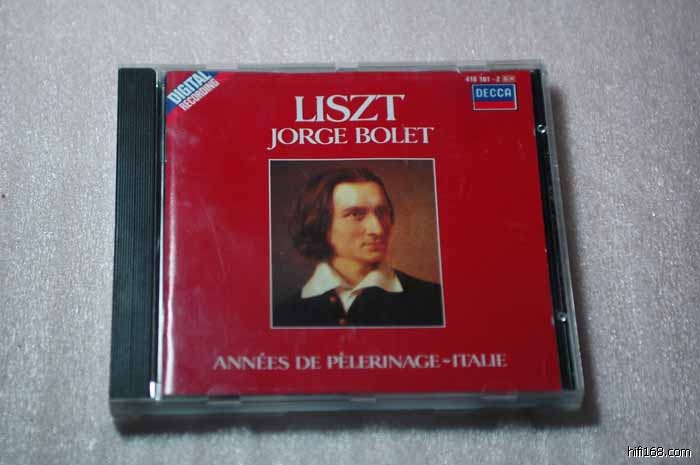 DIGITAL
RECORDING
LISZT
JORGE BOLET
DECCA
ANNÉES DE PÈLERINAGE~ITALIE
hifi168.com